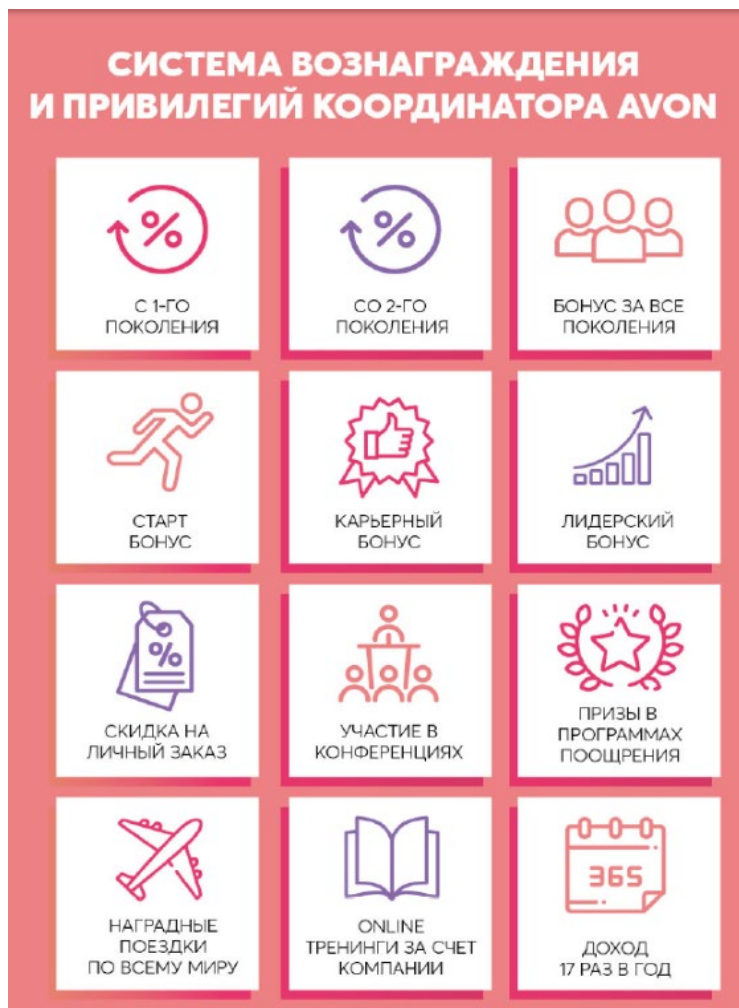 СИСТЕМА ВОЗНАГРАЖДЕНИЯ
И ПРИВИЛЕГИЙ КООРДИНАТОРА AVON
%
С 1-ГО
ПОКОЛЕНИЯ
%
СО 2-ГО
ПОКОЛЕНИЯ
БОНУС ЗА ВСЕ
ПОКОЛЕНИЯ
СТАРТ
БОНУС
КАРЬЕРНЫЙ
БОНУС
ЛИДЕРСКИЙ
БОНУС
%
СКИДКА НА
ЛИЧНЫЙ ЗАКАЗ
УЧАСТИЕ В
КОНФЕРЕНЦИЯХ
ПРИЗЫ В
ПРОГРАММАХ
ПООЩРЕНИЯ
НАГРАДНЫЕ
ПОЕЗДКИ
ПО ВСЕМУ МИРУ
ONLINE
ТРЕНИНГИ ЗА СЧЕТ
КОМПАНИИ
365
ДОХОД
17 РАЗ В ГОД